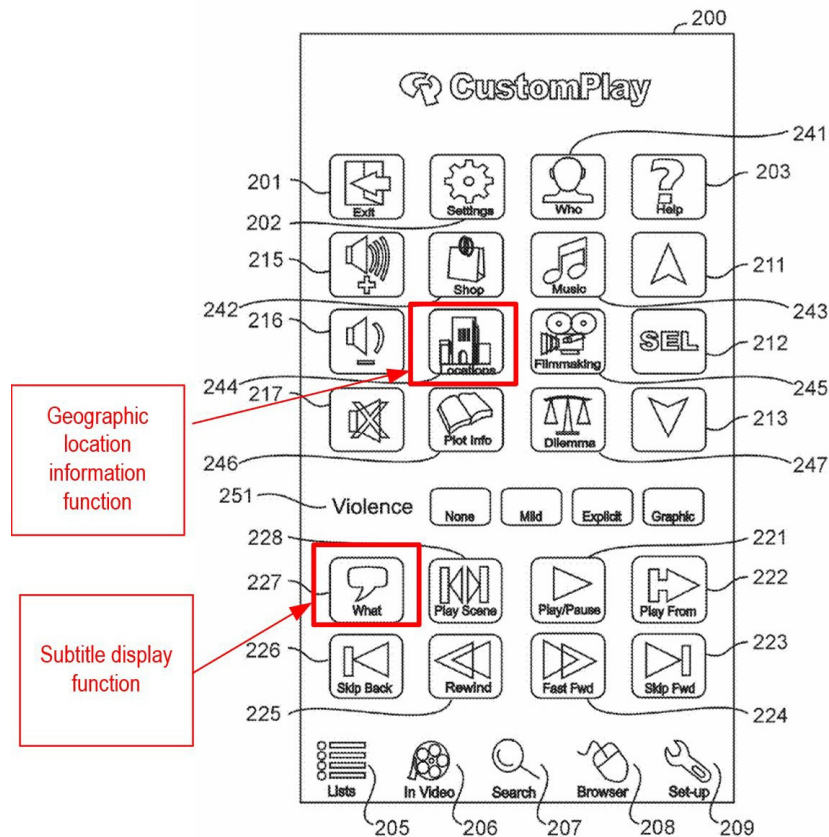 200
CustomPlay
241
201
Exit
Settings
Who
Help
203
202
215
Shop
Music
211
242
243
216
Locations
Filmmaking
SEL
212
244
245
Geographic
location
information
function
217
Plot Info
Dilemma
213
246
247
251
Violence
None
Mild
Explicit
Graphic
228
221
227
What
Play Scene
Play/Pause
Play From
222
Subtitle display
function
226
Skip Back
Rewind
Fast Fwd
Skip Fwd
223
225
224
Lists
In Video
Search
Browser
Set-up
205
206
207
208
209